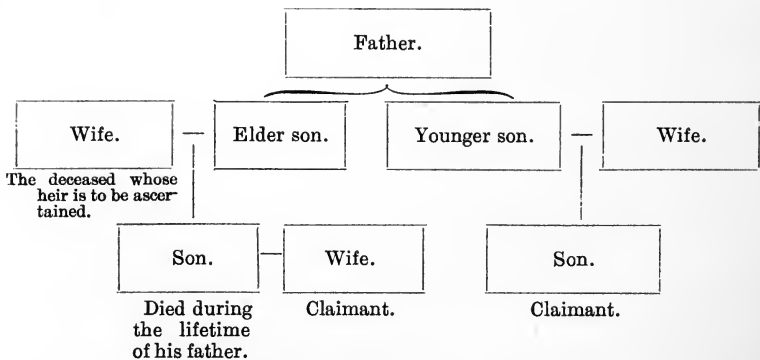 Father.
Wife. Elder son. Younger son. Wife.
The deceased whose
heir is to be ascer-
tained.
Son. Wife. Son.
Died during
the lifetime
of his father.
Claimant.
Claimant.